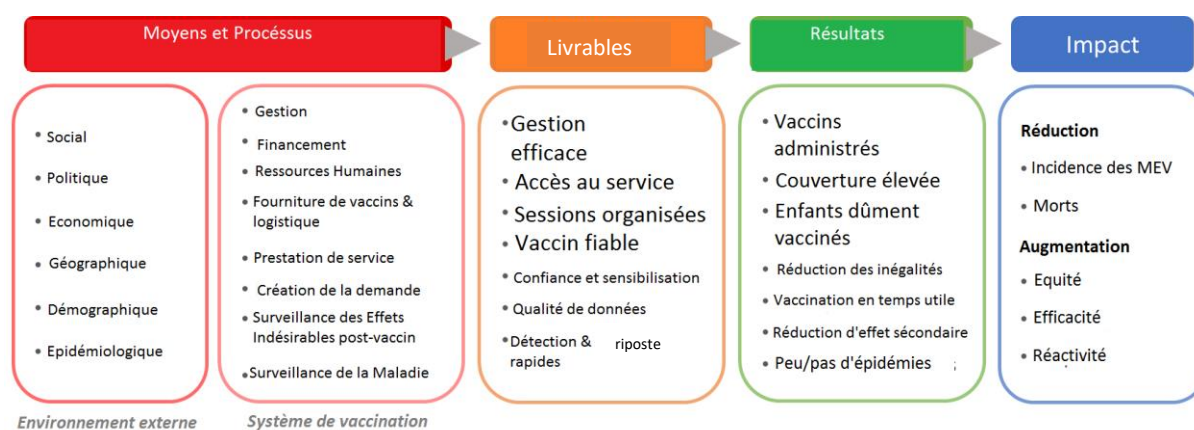 Moyens et Procéssus
Livrables
Résultats
Impact
• Social
• Politique
• Economique
• Géographique
• Démographique
• Epidémiologique
Environnement externe
• Gestion
• Financement
• Ressources Humaines
• Fourniture de vaccins &
logistique
• Prestation de service
• Création de la demande
• Surveillance des Effets
Indésirables post-vaccin
• Surveillance de la Maladie
Système de vaccination
• Gestion
efficace
• Accès au service
• Sessions organisées
• Vaccin fiable
• Confiance et sensibilisation
• Qualité de données
• Détection & riposte
rapides
• Vaccins
administrés
• Couverture élevée
• Enfants dûment
vaccinés
• Réduction des inégalités
• Vaccination en temps utile
• Réduction d'effet sécondaire
• Peu/pas d'épidémies ;
Réduction
• Incidence des MEV
• Morts
Augmentation
• Equité
• Efficacité
• Réactivité